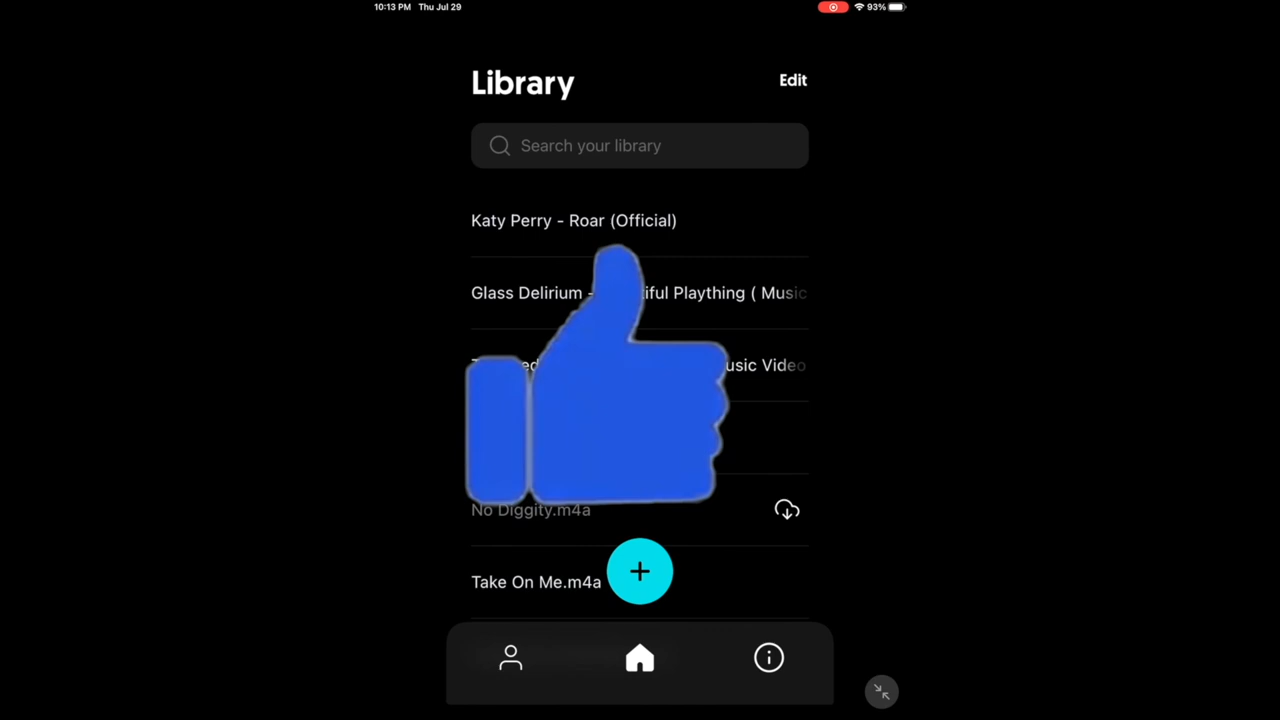 10:13 PM Thu Jul 29
93%
Library
Edit
Search your library
Katy Perry - Roar (Official)
Glass Delirium - iful Plaything ( Music
usic Video
No Diggity.m4a
Take On Me.m4a